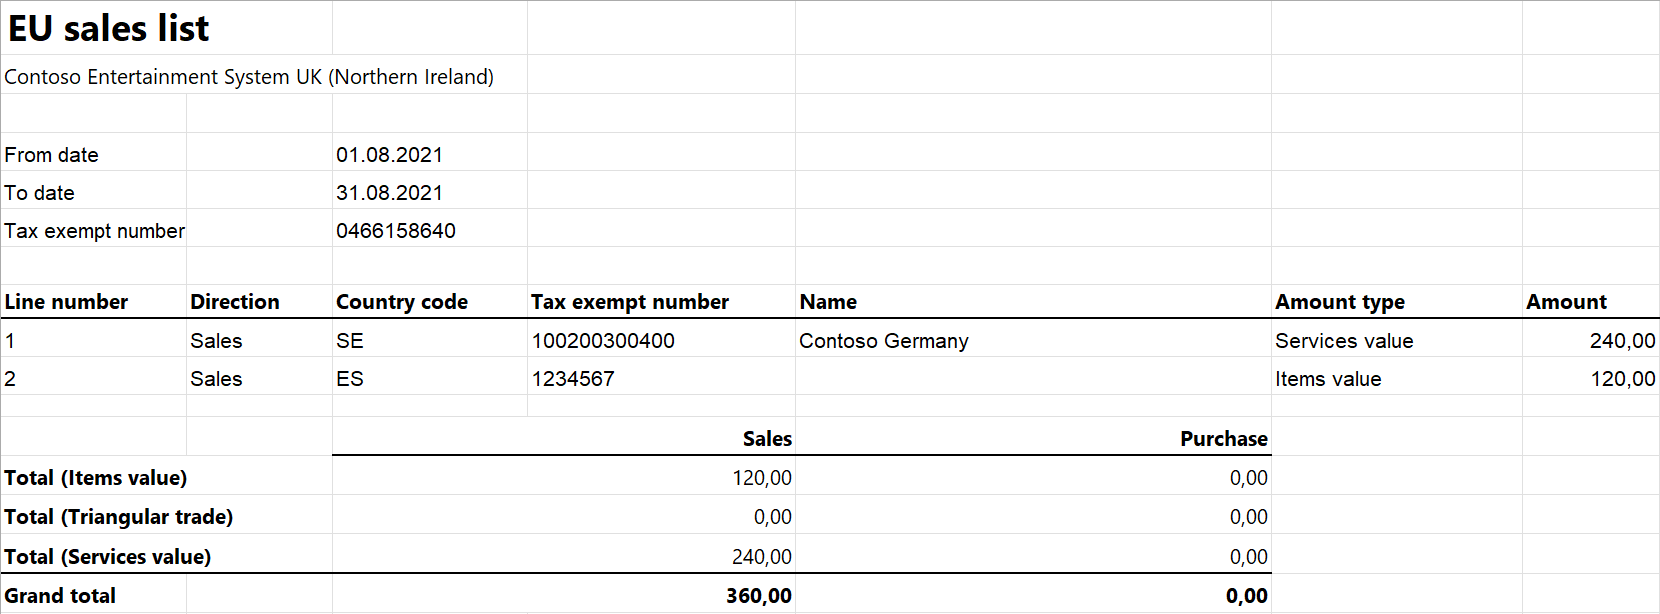 EU sales list
Contoso Entertainment System UK (Northern Ireland)
From date 01.08.2021
To date 31.08.2021
Tax exempt number 0466158640
Line number Direction Country code Tax exempt number Name Amount type Amount
1 Sales SE 100200300400 Contoso Germany Services value 240,00
2 Sales ES 1234567 Items value 120,00
Sales Purchase
Total (Items value) 120,00 0,00
Total (Triangular trade) 0,00 0,00
Total (Services value) 240,00 0,00
Grand total 360,00 0,00